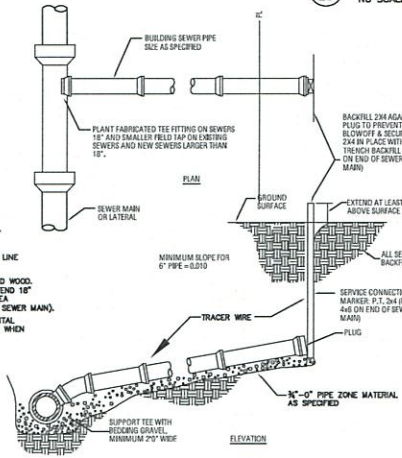 NO SCALE
BUILDING SEWER PIPE
SIZE AS SPECIFIED
PLANT FABRICATED TEE FITTING ON SEWERS
18" AND SMALLER FIELD TAP ON EXISTING
SEWERS AND NEW SEWERS LARGER THAN
18".
BACKFILL 2X4 AGA
PLUG TO PREVENT
BLOWOFF & SECUR
2X4 IN PLACE WITH
TRENCH BACKFILL
ON END OF SEWER
MAIN)
PLAN
SEWER MAIN
OR LATERAL
GROUND
SURFACE
EXTEND AT LEAST
ABOVE SURFACE
LINE
MINIMUM SLOPE FOR
6" PIPE = 0.010
ALL SE
BACKF
D WOOD.
END 18"
EA
SEWER MAIN).
TAL
WHEN
TRACER WIRE
SERVICE CONNECTI
MARKER: P.T. 2x4 (
4x6 ON END OF SEW
MAIN)
PLUG
¾"-0" PIPE ZONE MATERIAL
AS SPECIFIED
SUPPORT TEE WITH
BEDDING GRAVEL,
MINIMUM 2'0" WIDE
ELEVATION